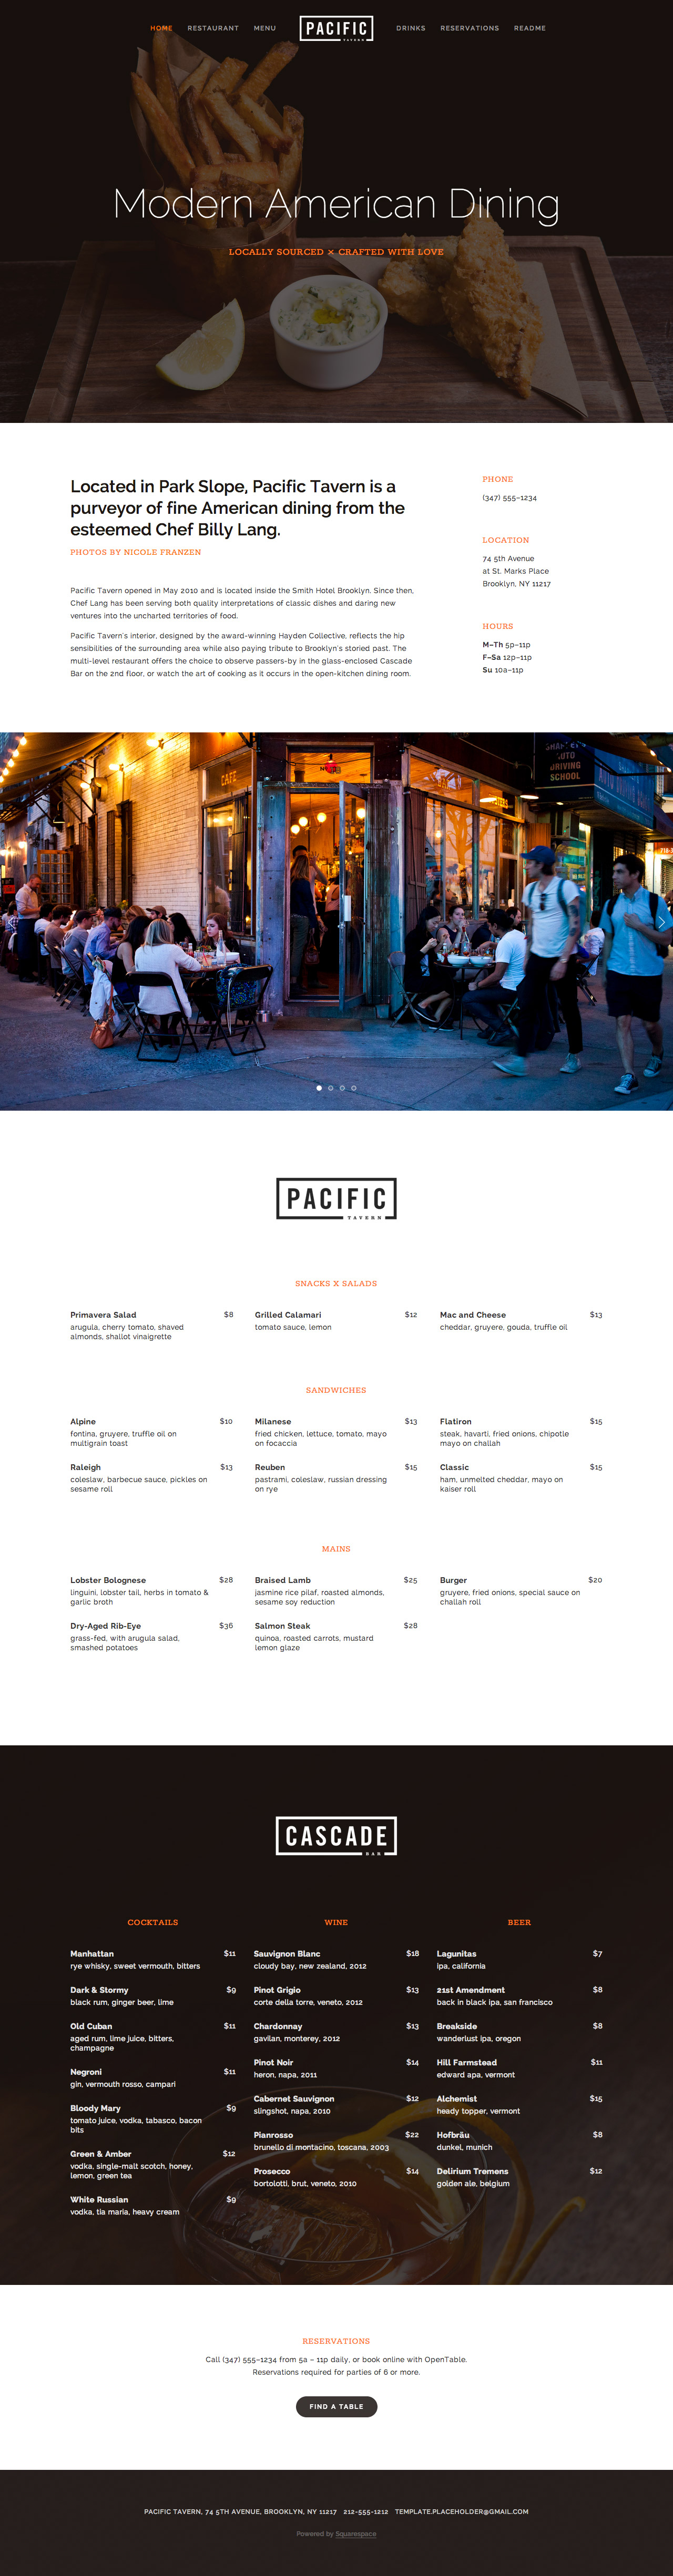 HOME RESTAURANT MENU PACIFIC TAVERN DRINKS RESERVATIONS README
Modern American Dining
LOCALLY SOURCED × CRAFTED WITH LOVE
Located in Park Slope, Pacific Tavern is a
purveyor of fine American dining from the
esteemed Chef Billy Lang.
PHOTOS BY NICOLE FRANZEN
Pacific Tavern opened in May 2010 and is located inside the Smith Hotel Brooklyn. Since then,
Chef Lang has been serving both quality interpretations of classic dishes and daring new
ventures into the uncharted territories of food.
Pacific Tavern's interior, designed by the award-winning Hayden Collective, reflects the hip
sensibilities of the surrounding area while also paying tribute to Brooklyn's storied past. The
multi-level restaurant offers the choice to observe passers-by in the glass-enclosed Cascade
Bar on the 2nd floor, or watch the art of cooking as it occurs in the open-kitchen dining room.
PHONE
(347) 555-1234
LOCATION
74 5th Avenue
at St. Marks Place
Brooklyn, NY 11217
HOURS
M–Th 5p–11p
F–Sa 12p–11p
Su 10a–11p
CAFE
AUTO
DRIVING
SCHOOL
PACIFIC
TAVERN
SNACKS X SALADS
Primavera Salad $8
arugula, cherry tomato, shaved
almonds, shallot vinaigrette
Grilled Calamari $12
tomato sauce, lemon
Mac and Cheese $13
cheddar, gruyere, gouda, truffle oil
SANDWICHES
Alpine $10
fontina, gruyere, truffle oil on
multigrain toast
Milanese $13
fried chicken, lettuce, tomato, mayo
on focaccia
Flatiron $15
steak, havarti, fried onions, chipotle
mayo on challah
Raleigh $13
coleslaw, barbecue sauce, pickles on
sesame roll
Reuben $15
pastrami, coleslaw, russian dressing
on rye
Classic $15
ham, unmelted cheddar, mayo on
kaiser roll
MAINS
Lobster Bolognese $28
linguini, lobster tail, herbs in tomato &
garlic broth
Braised Lamb $25
jasmine rice pilaf, roasted almonds,
sesame soy reduction
Burger $20
gruyere, fried onions, special sauce on
challah roll
Dry-Aged Rib-Eye $36
grass-fed, with arugula salad,
smashed potatoes
Salmon Steak $28
quinoa, roasted carrots, mustard
lemon glaze
CASCADE
BAR
COCKTAILS
Manhattan $11
rye whisky, sweet vermouth, bitters
Dark & Stormy $9
black rum, ginger beer, lime
Old Cuban $11
aged rum, lime juice, bitters,
champagne
Negroni $11
gin, vermouth rosso, campari
Bloody Mary $9
tomato juice, vodka, tabasco, bacon
bits
Green & Amber $12
vodka, single-malt scotch, honey,
lemon, green tea
White Russian $9
vodka, tia maria, heavy cream
WINE
Sauvignon Blanc $18
cloudy bay, new zealand, 2012
Pinot Grigio $13
corte della torre, veneto, 2012
Chardonnay $13
gavilan, monterey, 2012
Pinot Noir $14
heron, napa, 2011
Cabernet Sauvignon $12
slingshot, napa, 2010
Pianrosso $22
brunello di montacino, toscana, 2003
Prosecco $14
bortolotti, brut, veneto, 2010
BEER
Lagunitas $7
ipa, california
21st Amendment $8
back in black ipa, san francisco
Breakside $8
wanderlust ipa, oregon
Hill Farmstead $11
edward apa, vermont
Alchemist $15
heady topper, vermont
Hofbräu $8
dunkel, munich
Delirium Tremens $12
golden ale, belgium
RESERVATIONS
Call (347) 555-1234 from 5a – 11p daily, or book online with OpenTable.
Reservations required for parties of 6 or more.
FIND A TABLE
PACIFIC TAVERN, 74 5TH AVENUE, BROOKLYN, NY 11217 212-555-1212 TEMPLATE.PLACEHOLDER@GMAIL.COM
Powered by Squarespace